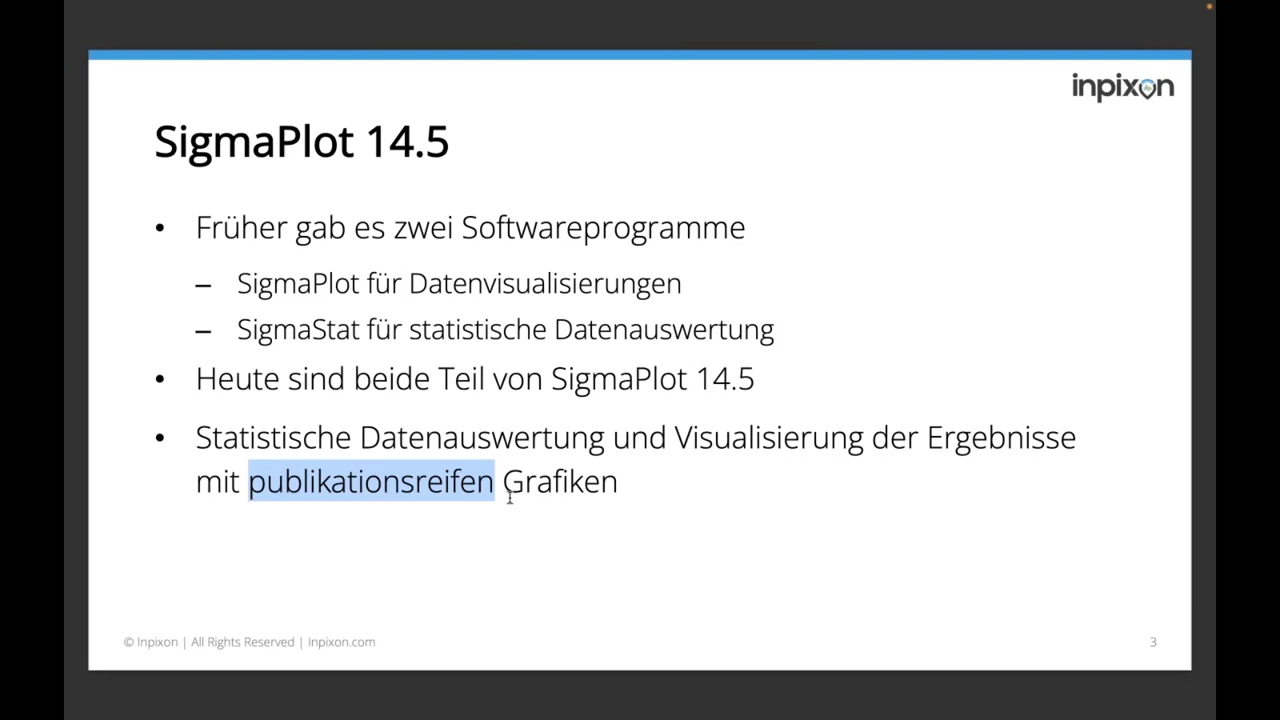 inpixon
SigmaPlot 14.5
• Früher gab es zwei Softwareprogramme
– SigmaPlot für Datenvisualisierungen
– SigmaStat für statistische Datenauswertung
• Heute sind beide Teil von SigmaPlot 14.5
• Statistische Datenauswertung und Visualisierung der Ergebnisse
mit publikationsreifen Grafiken
© Inpixon | All Rights Reserved | Inpixon.com
3